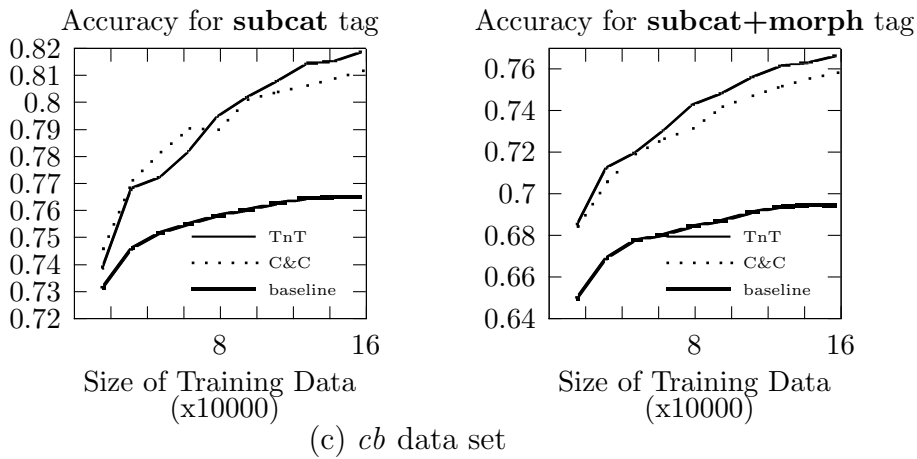 Accuracy for subcat tag
0.82
0.81
0.8
0.79
0.78
0.77
0.76
0.75
0.74
0.73
0.72
TnT
C&C
baseline
8
16
Size of Training Data
(x10000)
Accuracy for subcat+morph tag
0.76
0.74
0.72
0.7
0.68
0.66
0.64
TnT
C&C
baseline
8
16
Size of Training Data
(x10000)
(c) cb data set